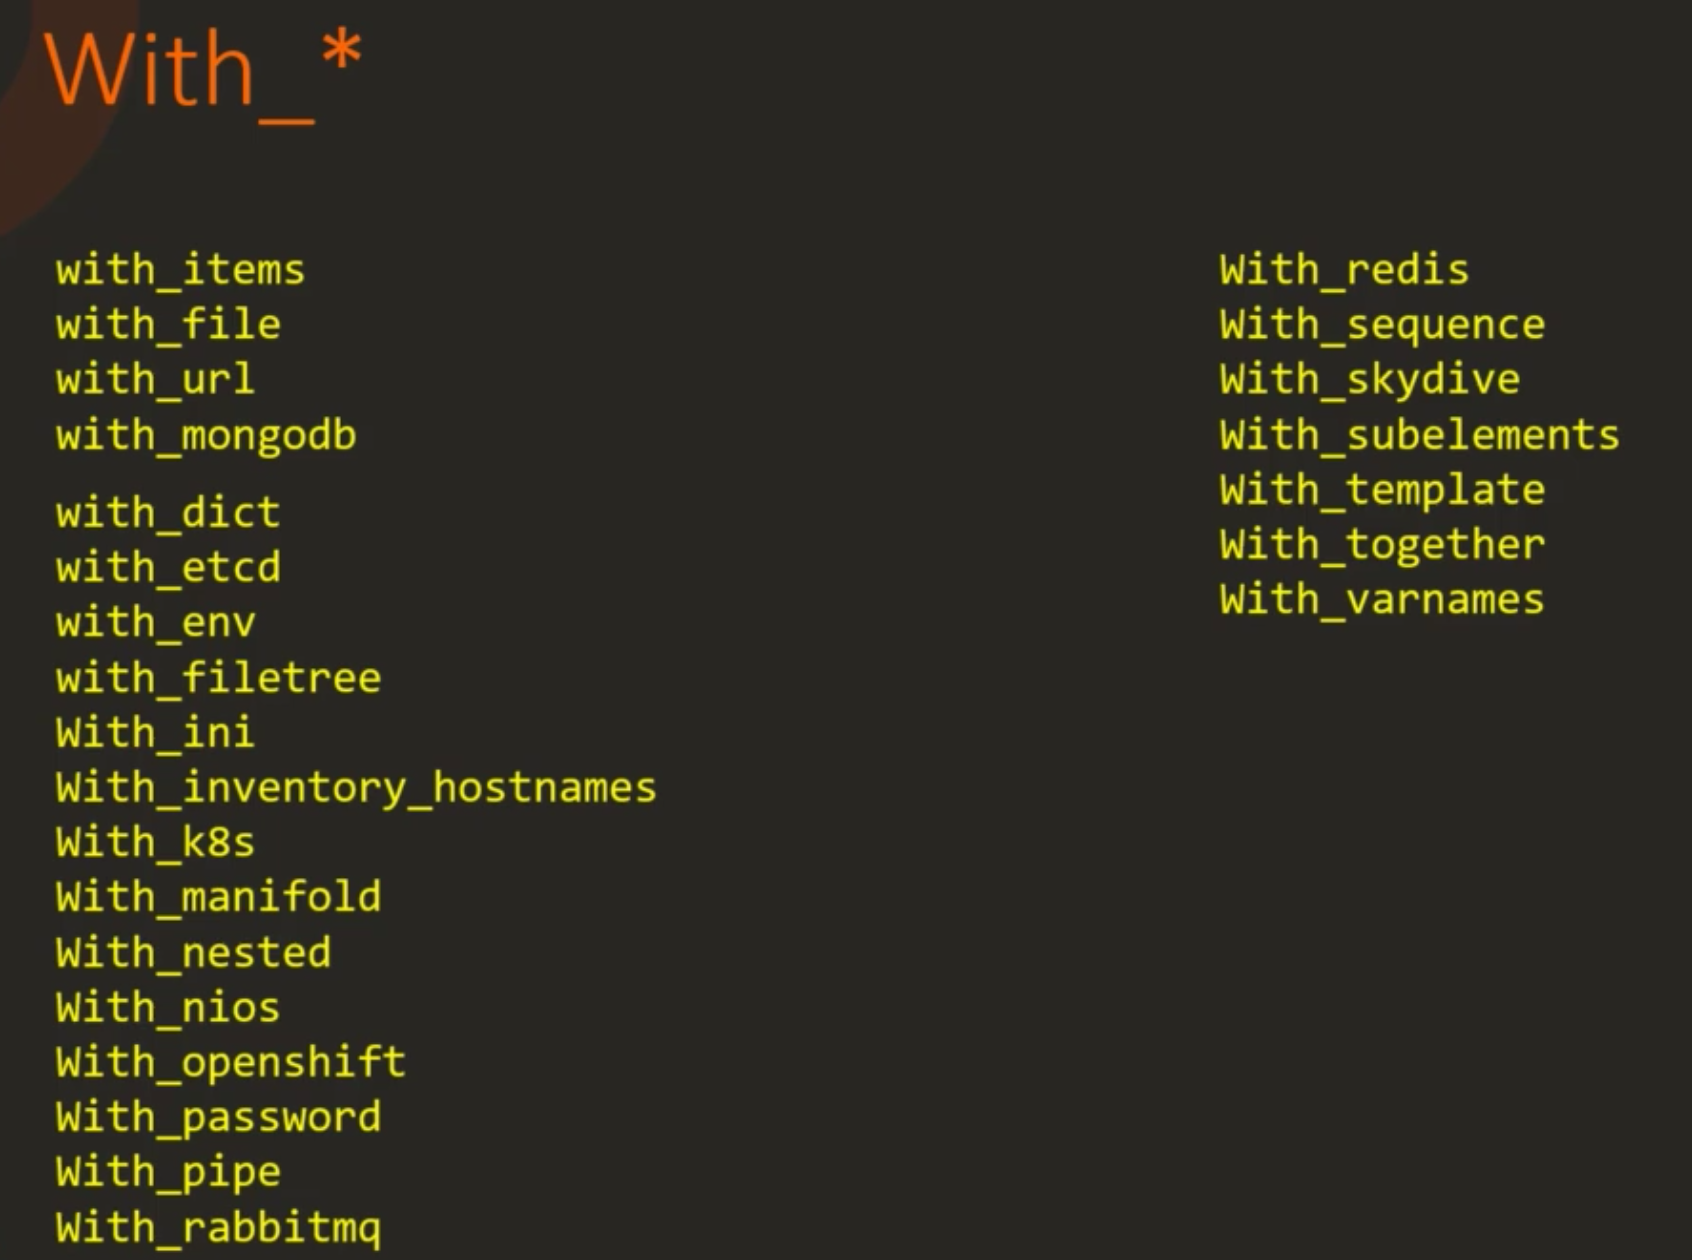 With_*
with_items
with_file
with_url
with_mongodb
with_dict
with_etcd
with_env
with_filetree
With_ini
With_inventory_hostnames
With_k8s
With_manifold
With_nested
With_nios
With_openshift
With_password
With_pipe
With_rabbitmq
With_redis
With_sequence
With_skydive
With_subelements
With_template
With_together
With_varnames